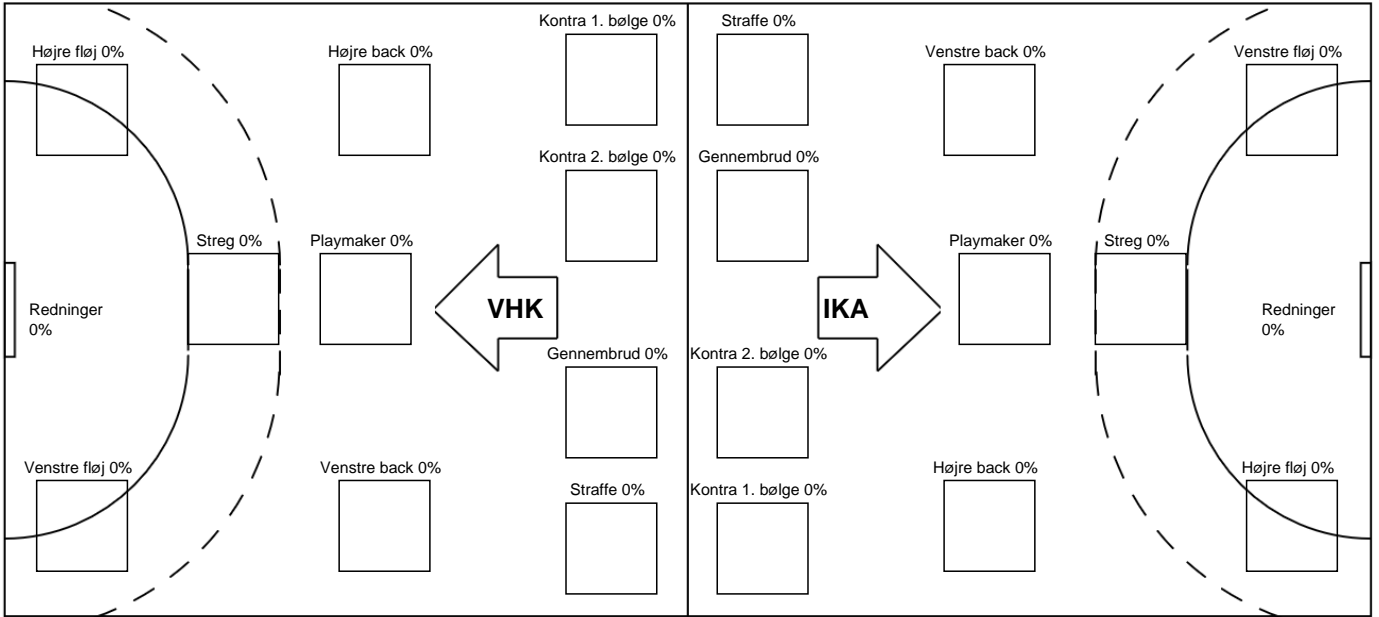 Kontra 1. bølge 0%
Straffe 0%
Højre fløj 0%
Højre back 0%
Venstre back 0%
Venstre fløj 0%
Kontra 2. bølge 0%
Gennembrud 0%
Streg 0%
Playmaker 0%
Playmaker 0%
Streg 0%
Redninger
0%
VHK
IKA
Redninger
0%
Gennembrud 0%
Kontra 2. bølge 0%
Venstre fløj 0%
Venstre back 0%
Højre back 0%
Højre fløj 0%
Straffe 0%
Kontra 1. bølge 0%